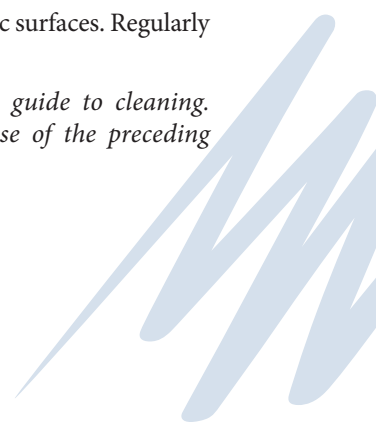 c surfaces. Regularly
guide to cleaning.
se of the preceding